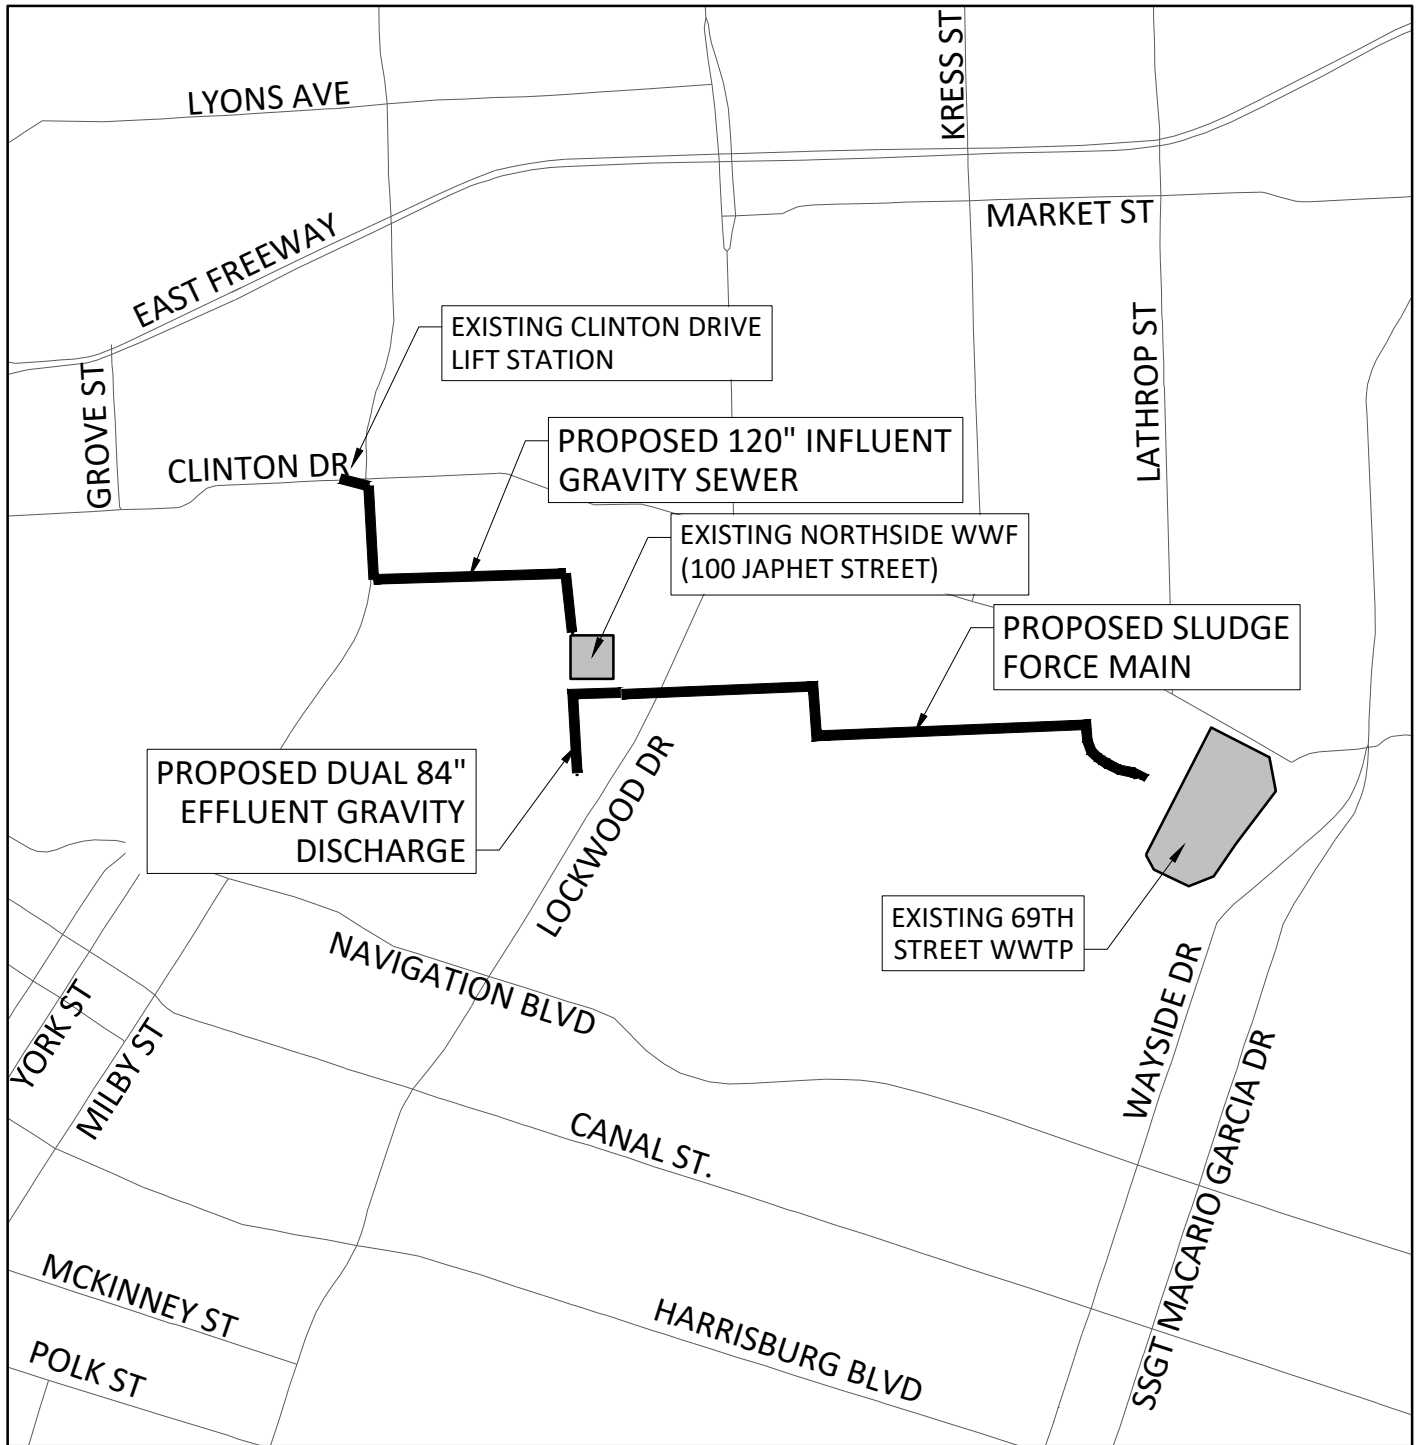 LYONS AVE
KRESS ST
MARKET ST
EAST FREEWAY
EXISTING CLINTON DRIVE
LIFT STATION
LATHROP ST
GROVE ST
CLINTON DR
PROPOSED 120" INFLUENT
GRAVITY SEWER
EXISTING NORTHSIDE WWF
(100 JAPHET STREET)
PROPOSED SLUDGE
FORCE MAIN
PROPOSED DUAL 84"
EFFLUENT GRAVITY
DISCHARGE
LOCKWOOD DR
EXISTING 69TH
STREET WWTP
NAVIGATION BLVD
WAYSIDE DR
YORK ST
MILBY ST
CANAL ST.
SSGT MACARIO GARCIA DR
MCKINNEY ST
HARRISBURG BLVD
POLK ST